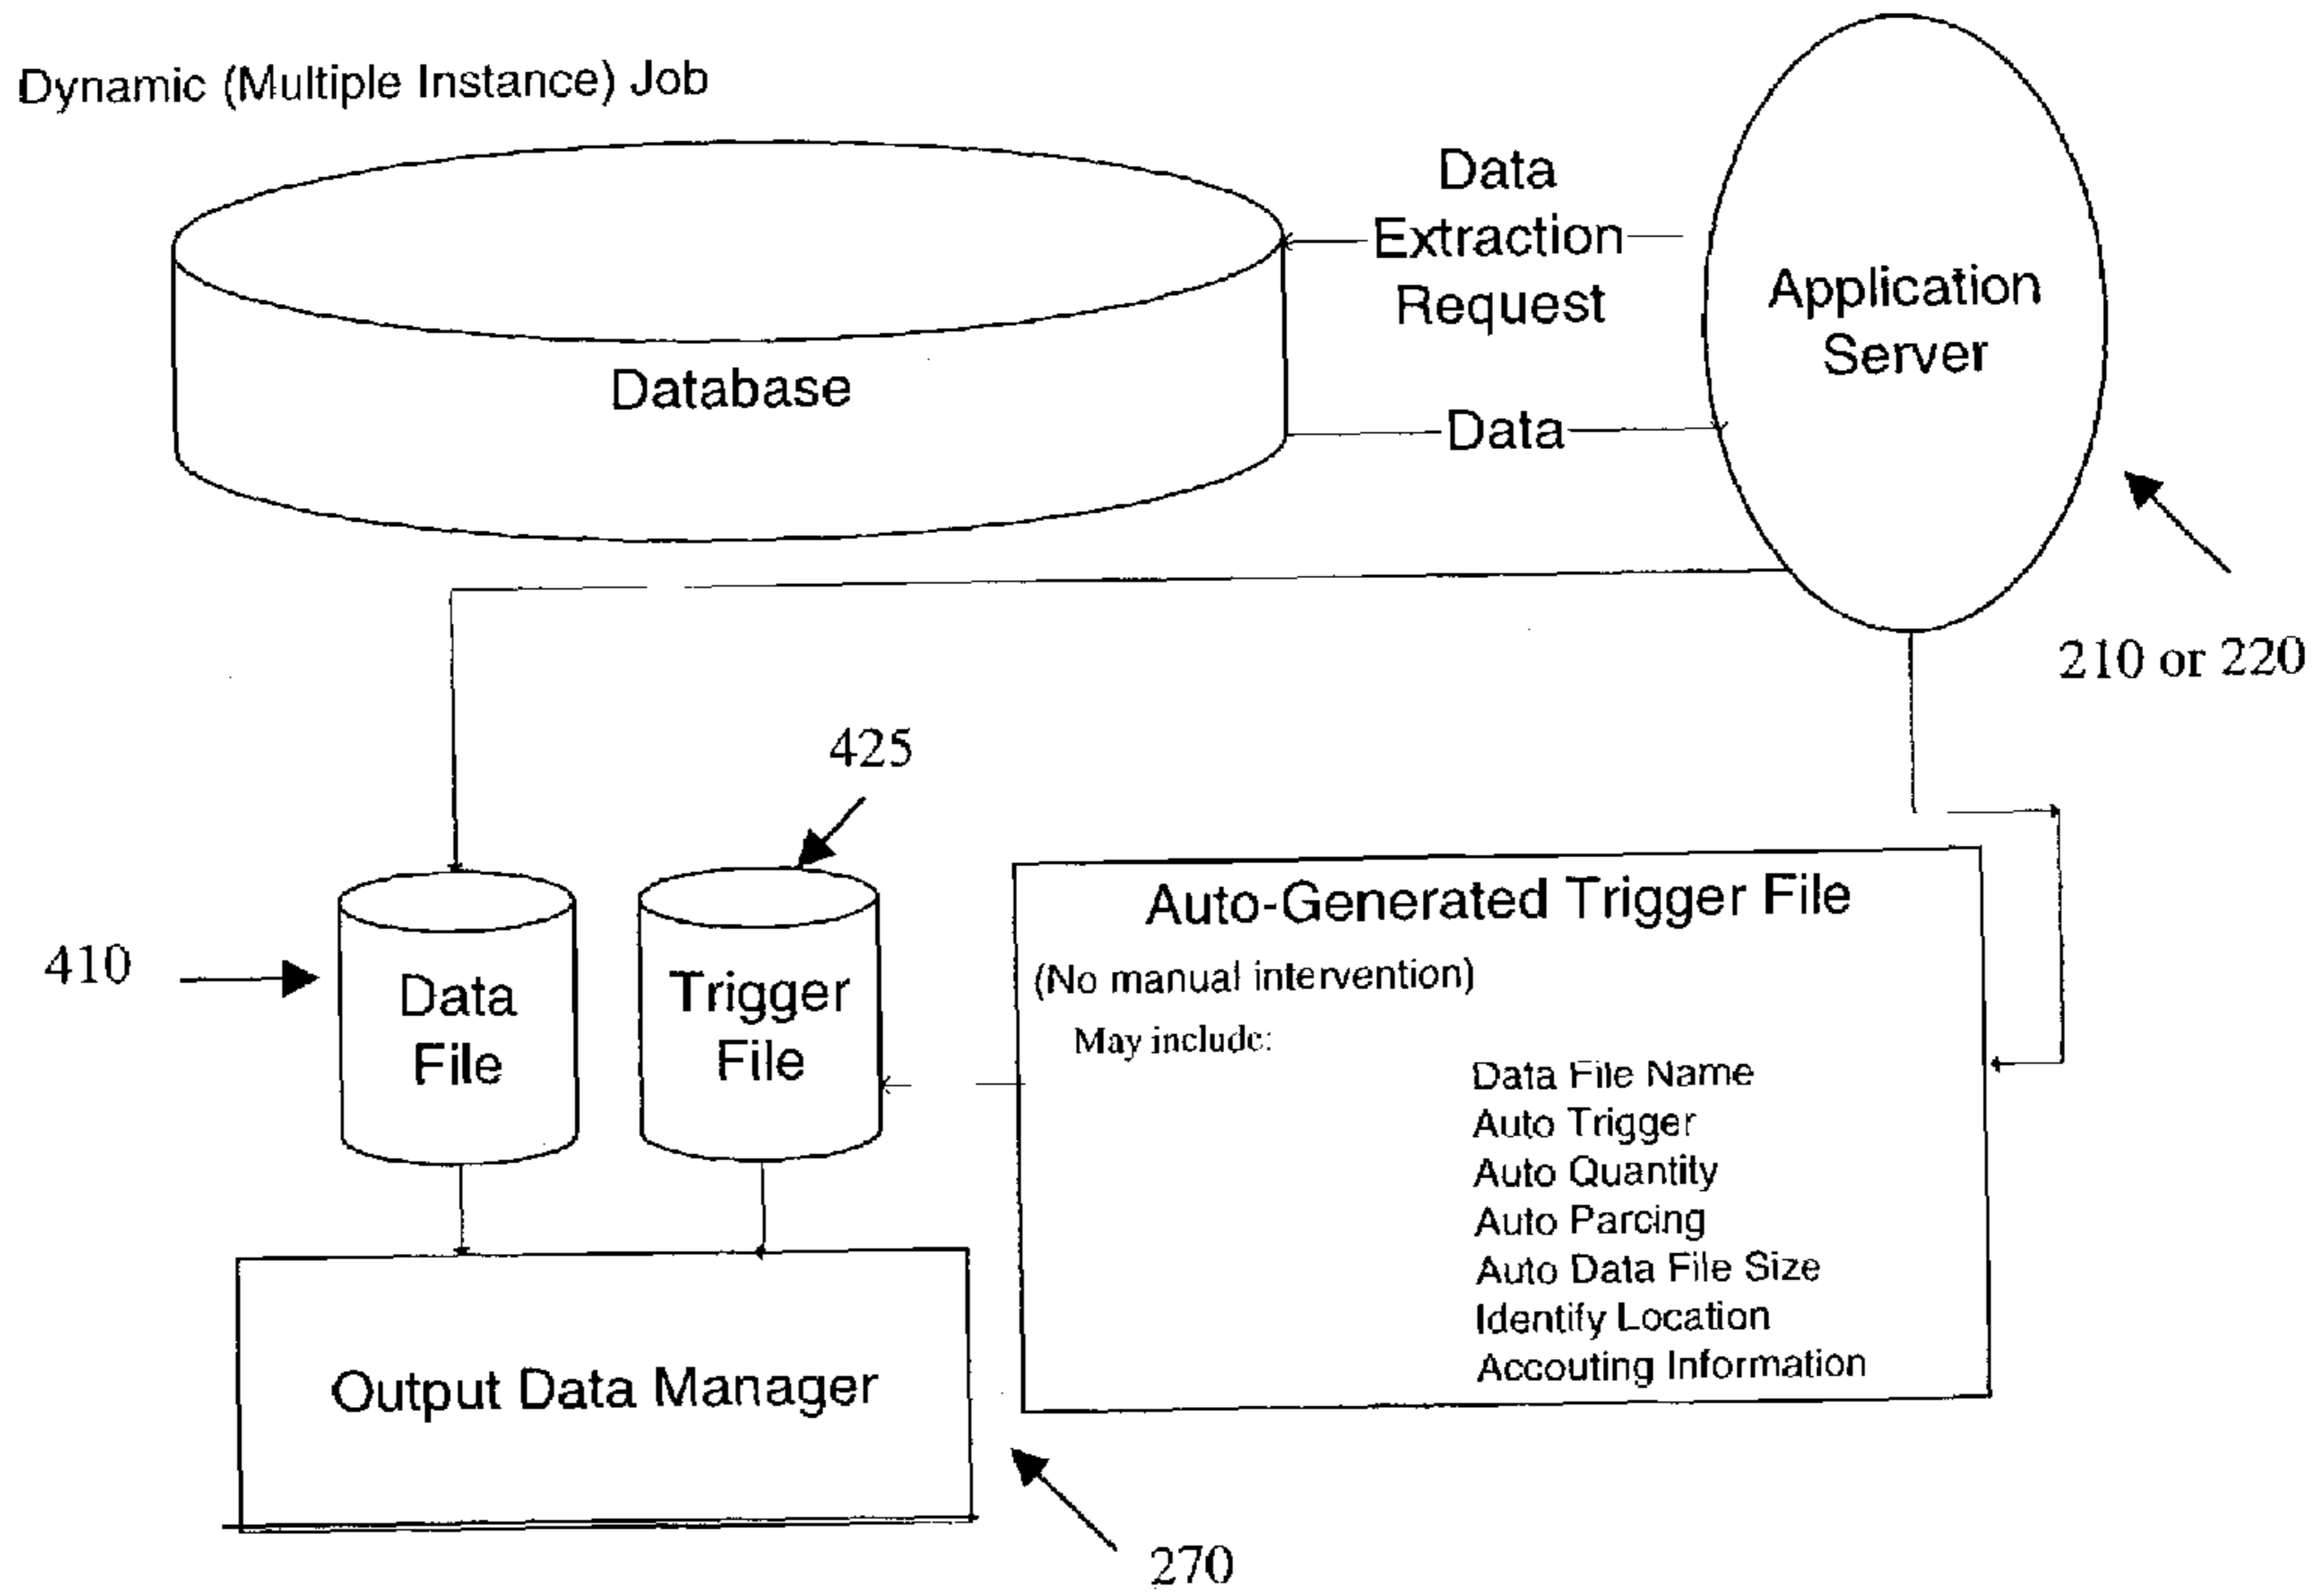 Dynamic (Multiple Instance) Job
Data
Extraction
Request
Application
Server
Database
Data
210 or 220
425
410
Data
File
Trigger
File
Auto-Generated Trigger File
(No manual intervention)
May include:
Data File Name
Auto Trigger
Auto Quantity
Auto Parcing
Auto Data File Size
Identify Location
Accouting Information
Output Data Manager
270